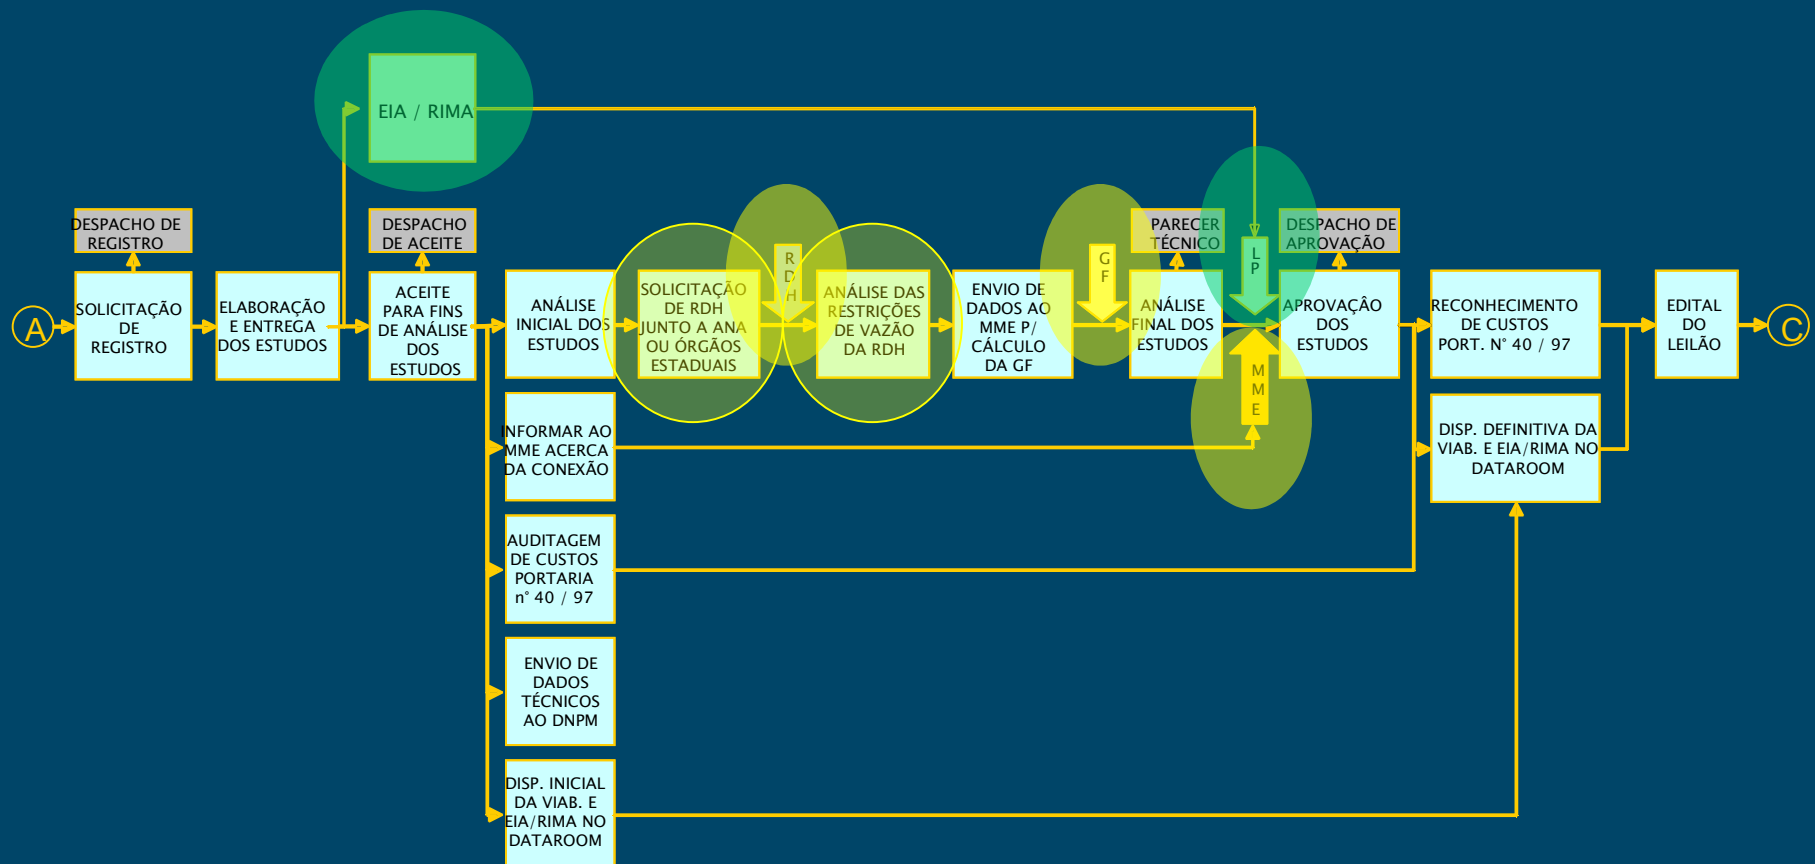 EIA / RIMA
DESPACHO DE
REGISTRO
DESPACHO
DE ACEITE
PARECER
TÉCNICO
DESPACHO DE
APROVAÇÃO
A
SOLICITAÇÃO
DE
REGISTRO
ELABORAÇÃO
E ENTREGA
DOS ESTUDOS
ACEITE
PARA FINS
DE ANÁLISE
DOS
ESTUDOS
ANÁLISE
INICIAL DOS
ESTUDOS
SOLICITAÇÃO
DE RDH
JUNTO A ANA
OU ÓRGÃOS
ESTADUAIS
R
D
H
ANÁLISE DAS
RESTRIÇÕES
DE VAZÃO
DA RDH
ENVIO DE
DADOS AO
MME P/
CÁLCULO
DA GF
G
F
ANÁLISE
FINAL DOS
ESTUDOS
L
P
M
M
E
APROVAÇÂO
DOS
ESTUDOS
RECONHECIMENTO
DE CUSTOS
PORT. N° 40 / 97
EDITAL
DO
LEILÃO
C
INFORMAR AO
MME ACERCA
DA CONEXÃO
DISP. DEFINITIVA DA
VIAB. E EIA/RIMA NO
DATAROOM
AUDITAGEM
DE CUSTOS
PORTARIA
n° 40 / 97
ENVIO DE
DADOS
TÉCNICOS
AO DNPM
DISP. INICIAL
DA VIAB. E
EIA/RIMA NO
DATAROOM